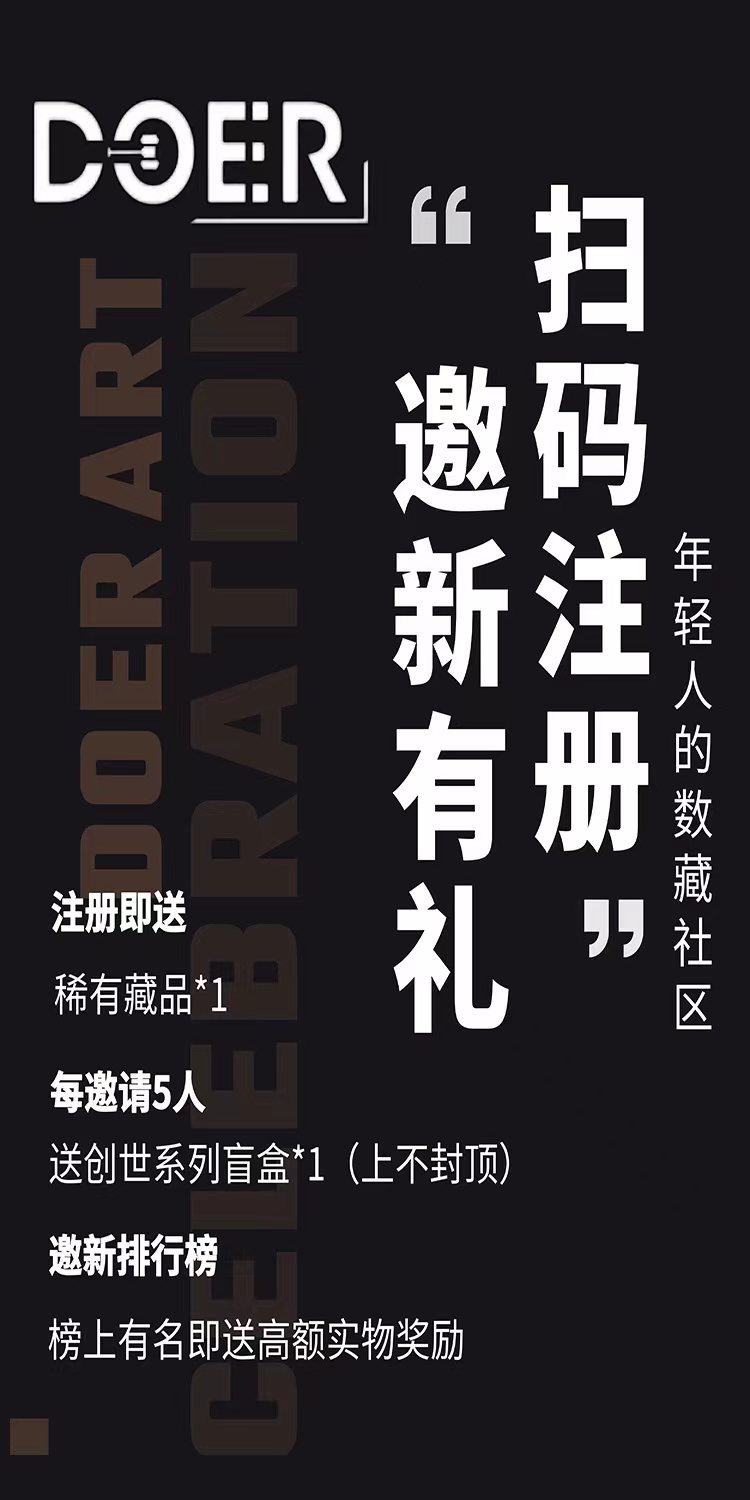 DOER
DOER ART
CELEBRATION
“扫码注册
邀新有礼”
年轻人的数藏社区
注册即送
稀有藏品*1
每邀请5人
送创世系列盲盒*1（上不封顶）
邀新排行榜
榜上有名即送高额实物奖励